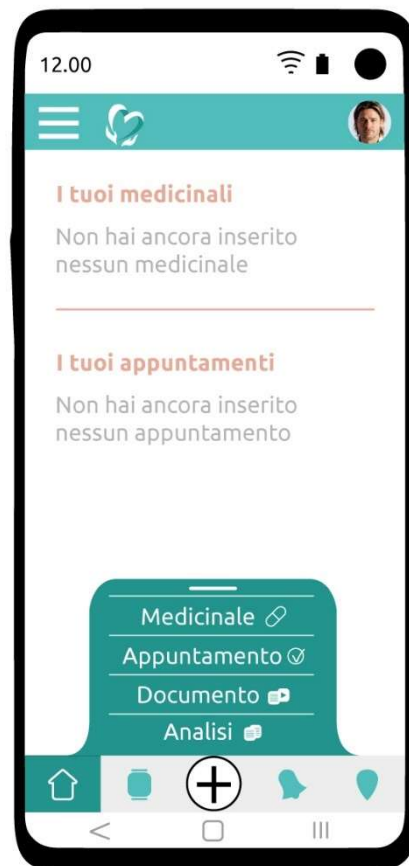 12.00
I tuoi medicinali
Non hai ancora inserito
nessun medicinale
I tuoi appuntamenti
Non hai ancora inserito
nessun appuntamento
Medicinale
Appuntamento
Documento
Analisi